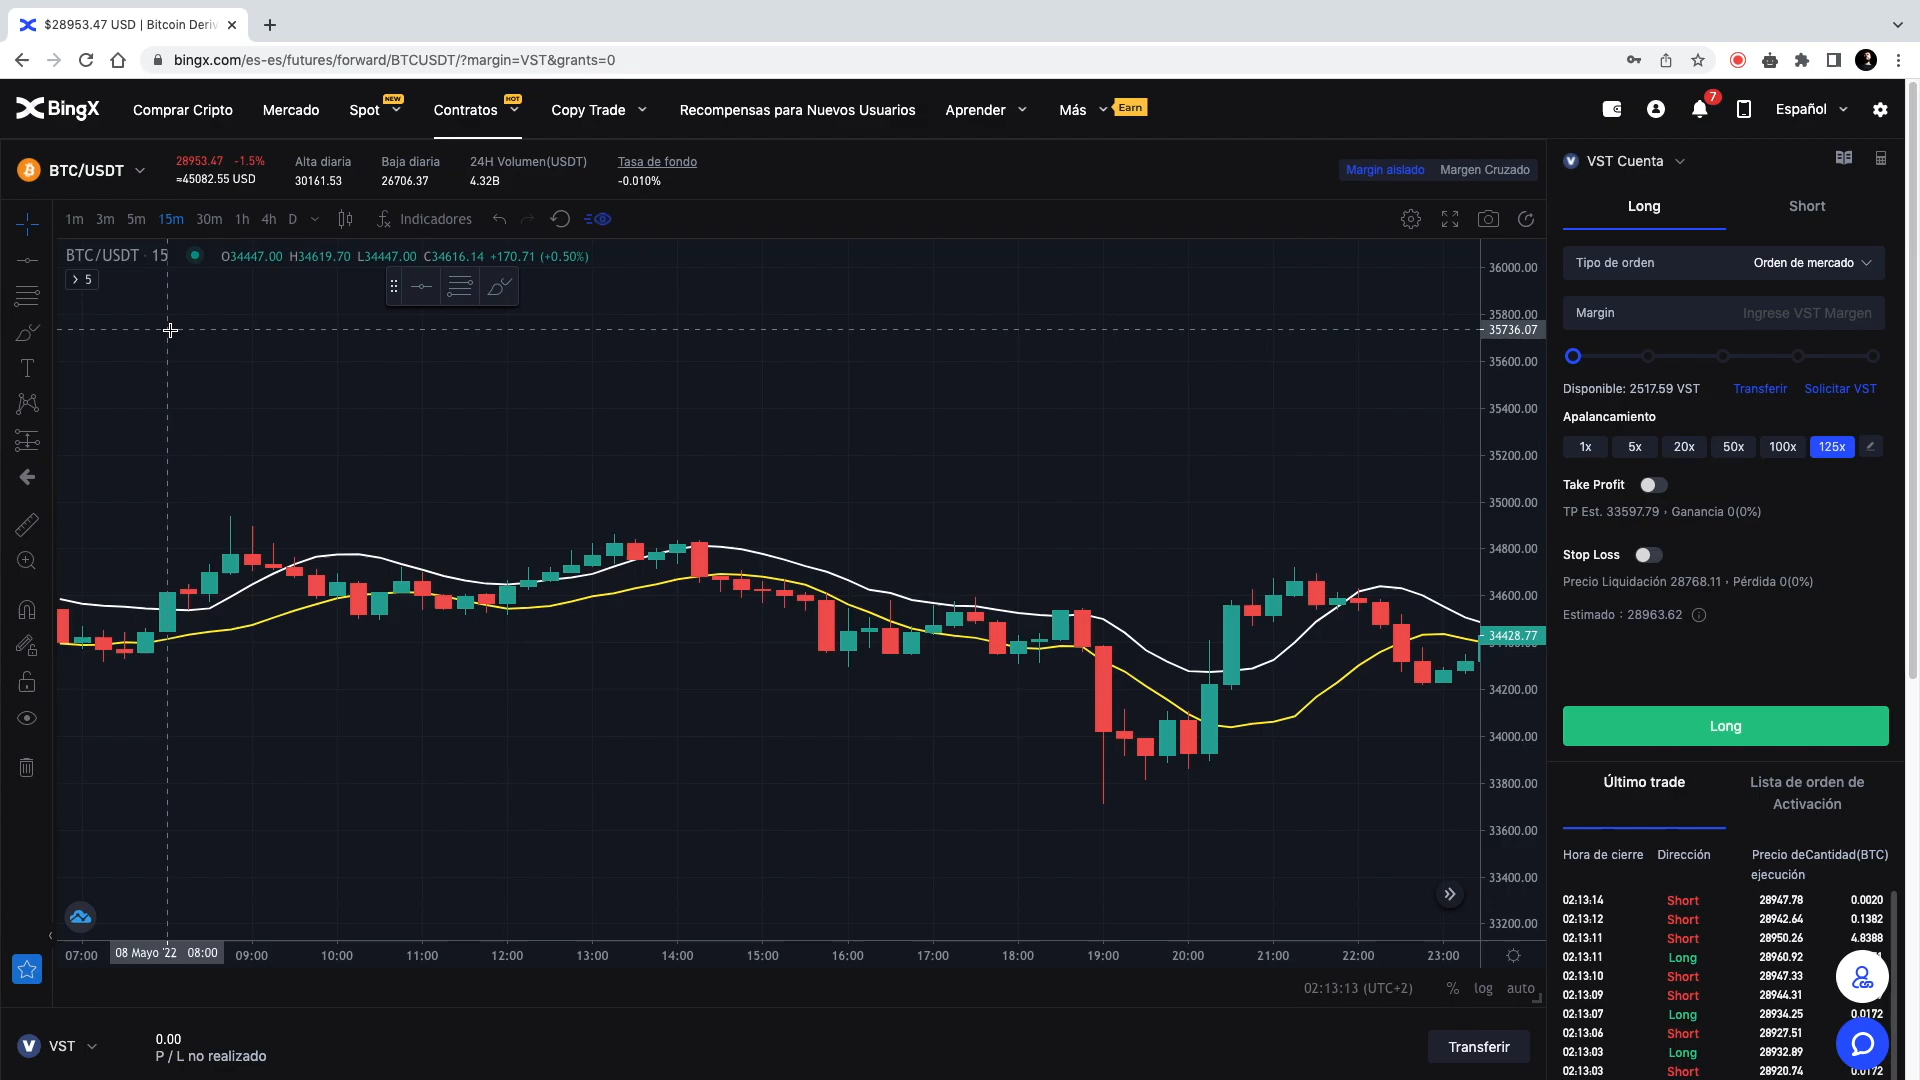 $28953.47 USD | Bitcoin Deriv
bingx.com/es-es/futures/forward/BTCUSDT/?margin=VST&grants=0
BingX
Comprar Cripto
Mercado
Spot
NEW
Contratos
HOT
Copy Trade
Recompensas para Nuevos Usuarios
Aprender
Más
Earn
7
Español
BTC/USDT
28953.47 -1.5%
≈45082.55 USD
Alta diaria
30161.53
Baja diaria
26706.37
24H Volumen(USDT)
4.32B
Tasa de fondo
-0.010%
Margin aislado
Margen Cruzado
1m 3m 5m 15m 30m 1h 4h D
Indicadores
BTC/USDT · 15
O34447.00 H34619.70 L34447.00 C34616.14 +170.71 (+0.50%)
5
36000.00
35800.00
35736.07
35600.00
35400.00
35200.00
35000.00
34800.00
34600.00
34428.77
34200.00
34000.00
33800.00
33600.00
33400.00
33200.00
07:00
08 Mayo '22 08:00
09:00 10:00 11:00 12:00 13:00 14:00 15:00 16:00 17:00 18:00 19:00 20:00 21:00 22:00 23:00
02:13:13 (UTC+2)
% log auto
VST
0.00
P / L no realizado
Transferir
VST Cuenta
Long
Short
Tipo de orden
Orden de mercado
Margin
Ingrese VST Margen
Disponible: 2517.59 VST
Transferir
Solicitar VST
Apalancamiento
1x 5x 20x 50x 100x 125x
Take Profit
TP Est. 33597.79 · Ganancia 0(0%)
Stop Loss
Precio Liquidación 28768.11 · Pérdida 0(0%)
Estimado : 28963.62
Long
Último trade
Lista de orden de
Activación
Hora de cierre Dirección Precio de Cantidad(BTC)
ejecución
02:13:14 Short 28947.78 0.0020
02:13:12 Short 28942.64 0.1382
02:13:11 Short 28950.26 4.8388
02:13:11 Long 28960.92
02:13:10 Short 28947.33
02:13:09 Short 28944.31
02:13:07 Long 28934.25 0.0172
02:13:06 Short 28927.51
02:13:03 Long 28932.89
02:13:03 Short 28920.74 0.0172